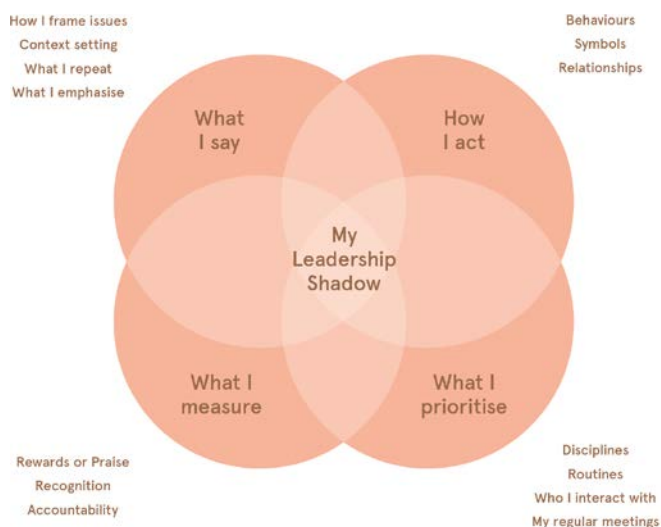 How I frame issues
Context setting
What I repeat
What I emphasise
Behaviours
Symbols
Relationships
What
I say
How
I act
My
Leadership
Shadow
What I
measure
What I
prioritise
Rewards or Praise
Recognition
Accountability
Disciplines
Routines
Who I interact with
My regular meetings